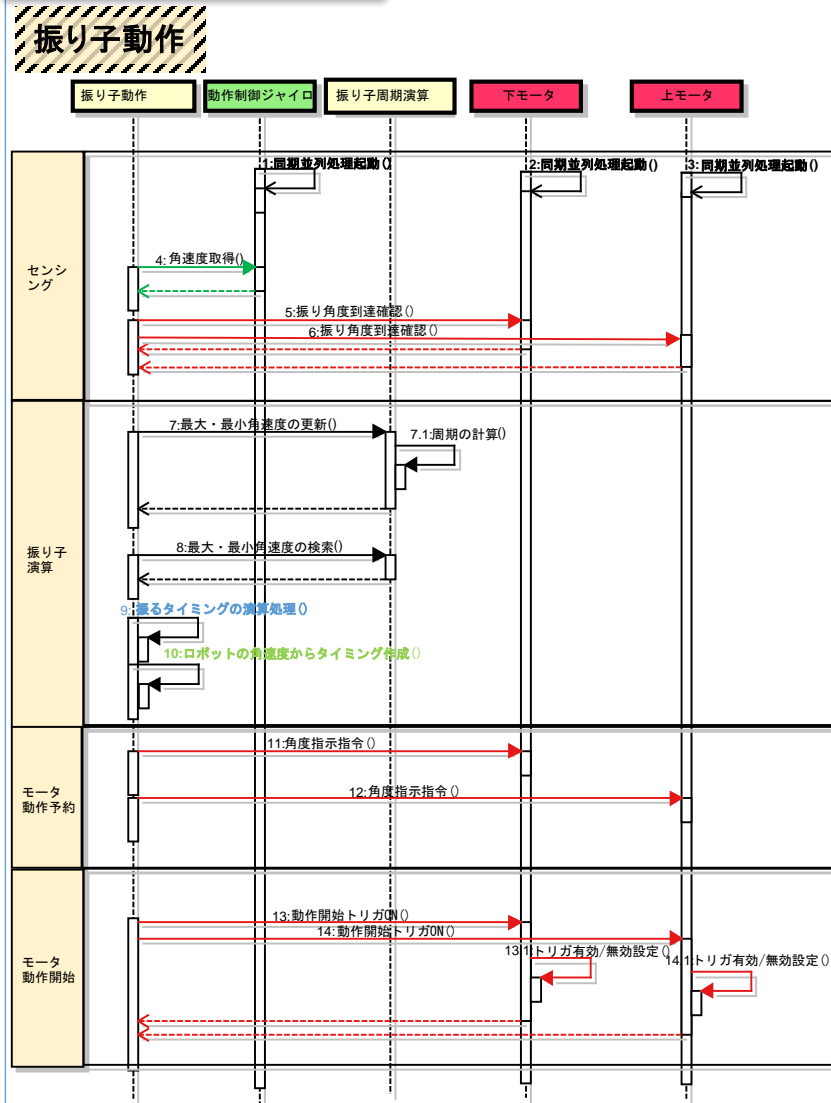 振り子動作
振り子動作
動作制御ジャイロ
振り子周期演算
下モータ
上モータ
1:同期並列処理起動()
2:同期並列処理起動()
3: 同期並列処理起動()
センシ
ング
4: 角速度取得()
5:振り角度到達確認()
6:振り角度到達確認()
7:最大・最小角速度の更新()
7.1:周期の計算()
振り子
演算
8:最大・最小角速度の検索()
9: 振るタイミングの演算処理()
10:ロボットの角速度からタイミング作成()
モータ
動作予約
11:角度指示指令()
12:角度指示指令()
モータ
動作開始
13:動作開始トリガON()
14:動作開始トリガON()
13.1:トリガ有効/無効設定()
14.1:トリガ有効/無効設定()